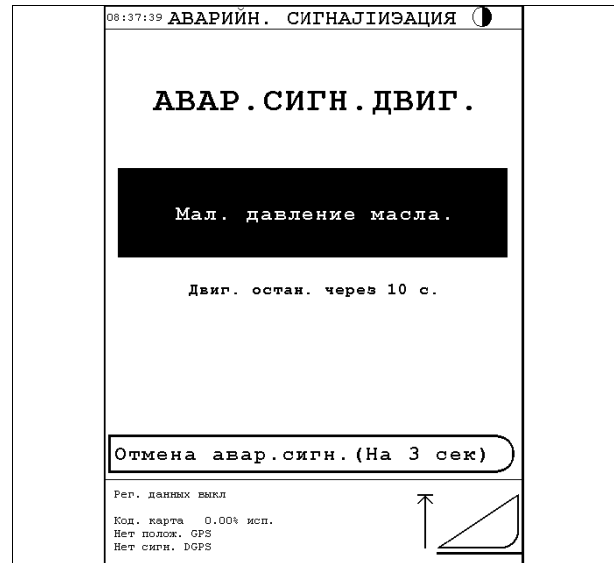 08:37:39 АВАРИЙН. СИГНАЛИЗАЦИЯ
АВАР.СИГН.ДВИГ.
Мал. давление масла.
Двиг. остан. через 10 с.
Отмена авар.сигн.(На 3 сек)
Рег. данных выкл
Код. карта 0.00% исп.
Нет полож. GPS
Нет сигн. DGPS